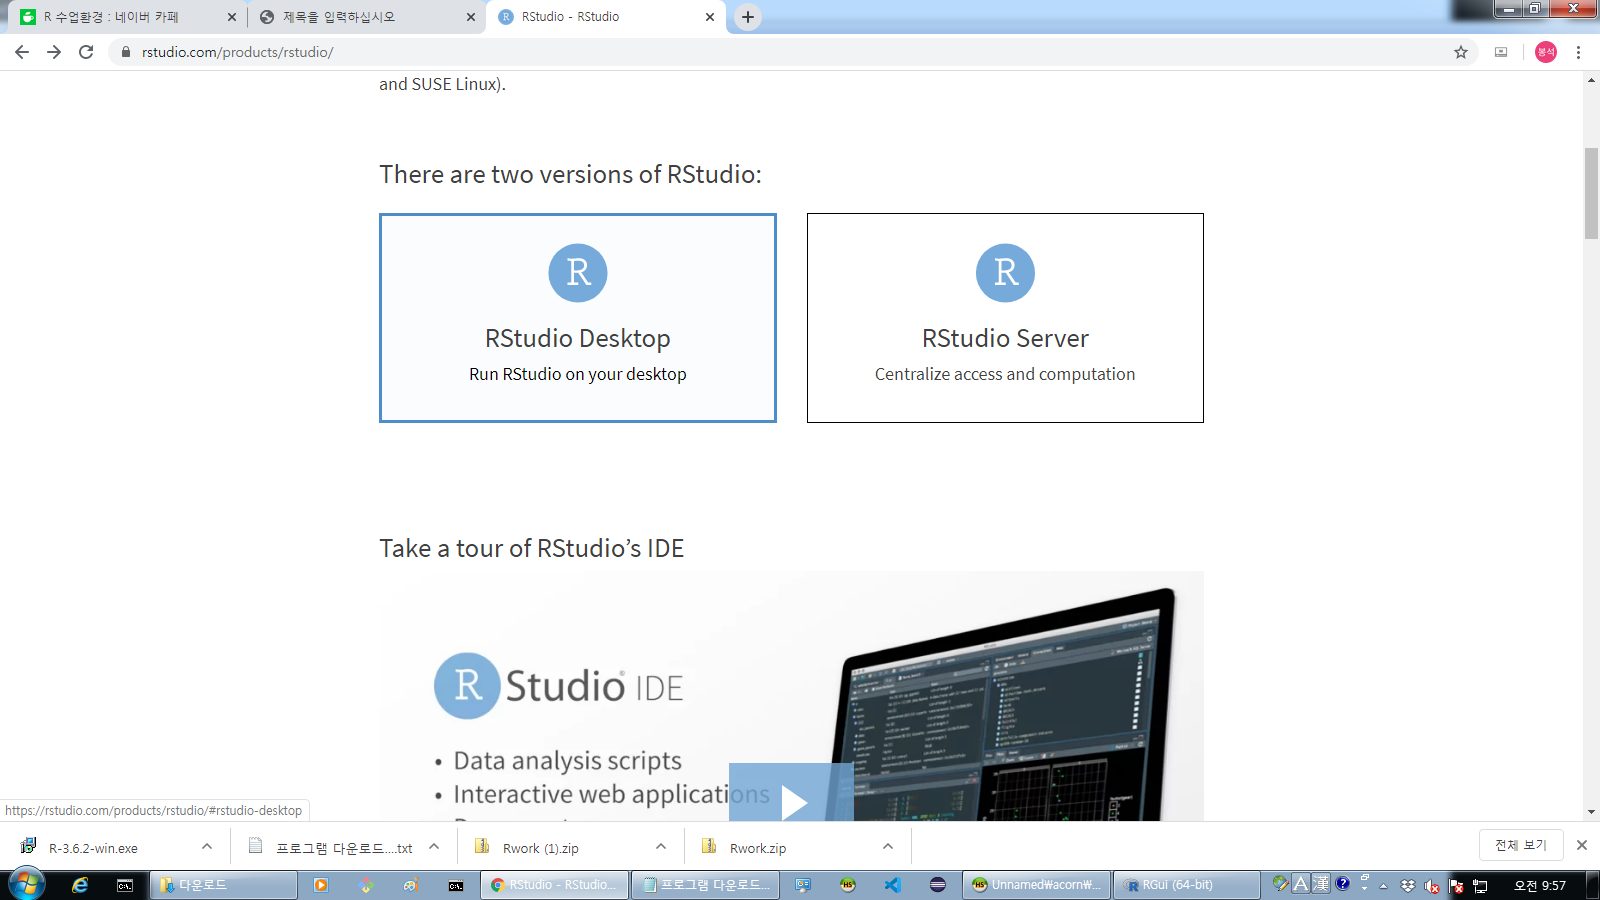 R 수업환경 : 네이버 카페
제목을 입력하십시오
RStudio - RStudio
rstudio.com/products/rstudio/
봉석
and SUSE Linux).
There are two versions of RStudio:
R
RStudio Desktop
Run RStudio on your desktop
R
RStudio Server
Centralize access and computation
Take a tour of RStudio’s IDE
R Studio IDE
• Data analysis scripts
• Interactive web applications
https://rstudio.com/products/rstudio/#rstudio-desktop
R-3.6.2-win.exe
프로그램 다운로드....txt
Rwork (1).zip
Rwork.zip
전체 보기
다운로드
RStudio - RStudio...
프로그램 다운로드...
HS
HS
Unnamed\acorn\...
RGui (64-bit)
A 漢
오전 9:57